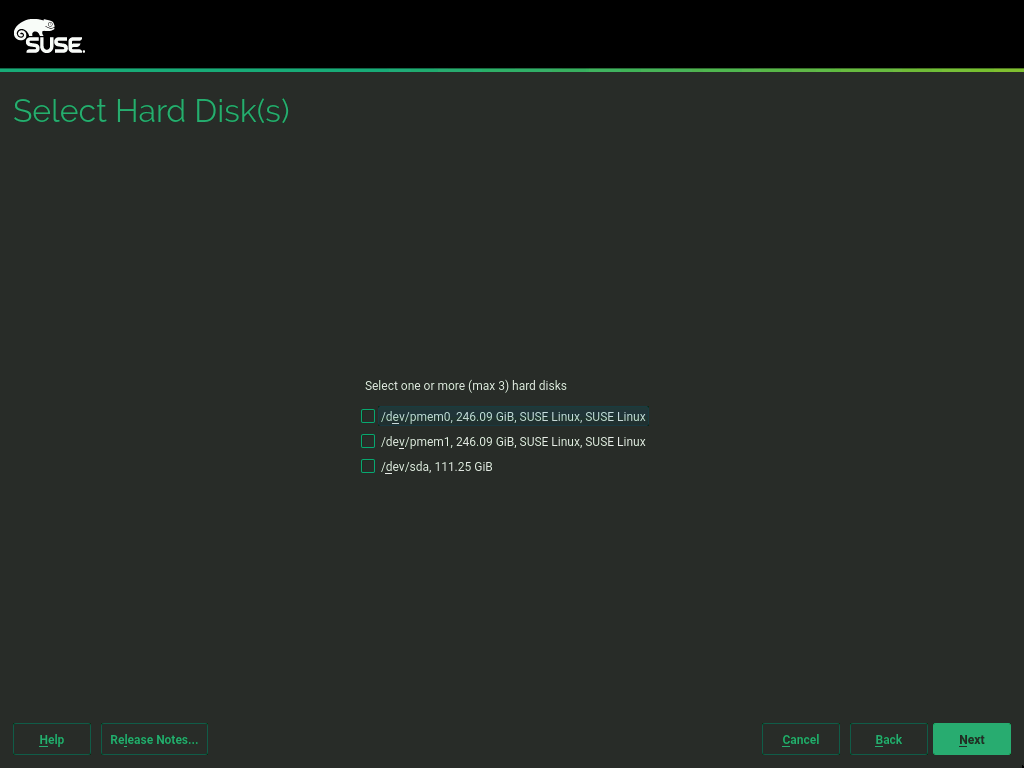 SUSE.
Select Hard Disk(s)
Select one or more (max 3) hard disks
/dev/pmem0, 246.09 GiB, SUSE Linux, SUSE Linux
/dev/pmem1, 246.09 GiB, SUSE Linux, SUSE Linux
/dev/sda, 111.25 GiB
Help Release Notes... Cancel Back Next